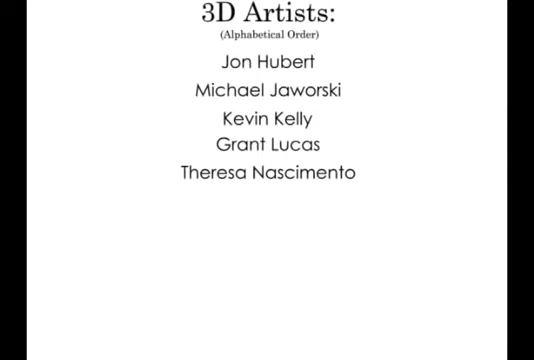 3D Artists:
(Alphabetical Order)
Jon Hubert
Michael Jaworski
Kevin Kelly
Grant Lucas
Theresa Nascimento